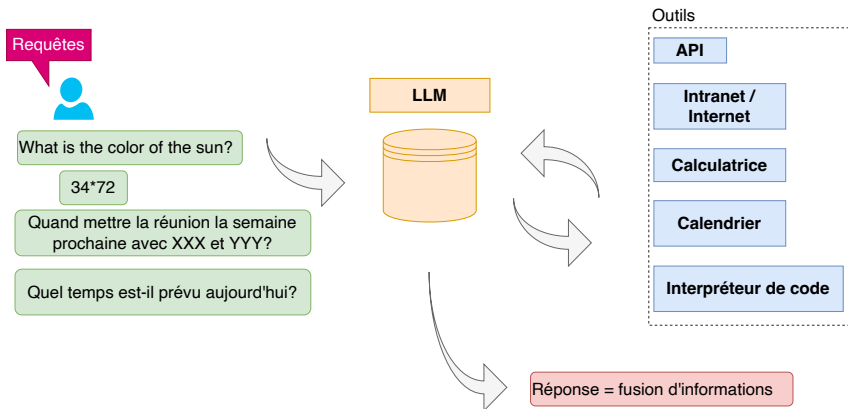 Requêtes
What is the color of the sun?
34*72
Quand mettre la réunion la semaine
prochaine avec XXX et YYY?
Quel temps est-il prévu aujourd'hui?
LLM
Outils
API
Intranet /
Internet
Calculatrice
Calendrier
Interpréteur de code
Réponse = fusion d'informations